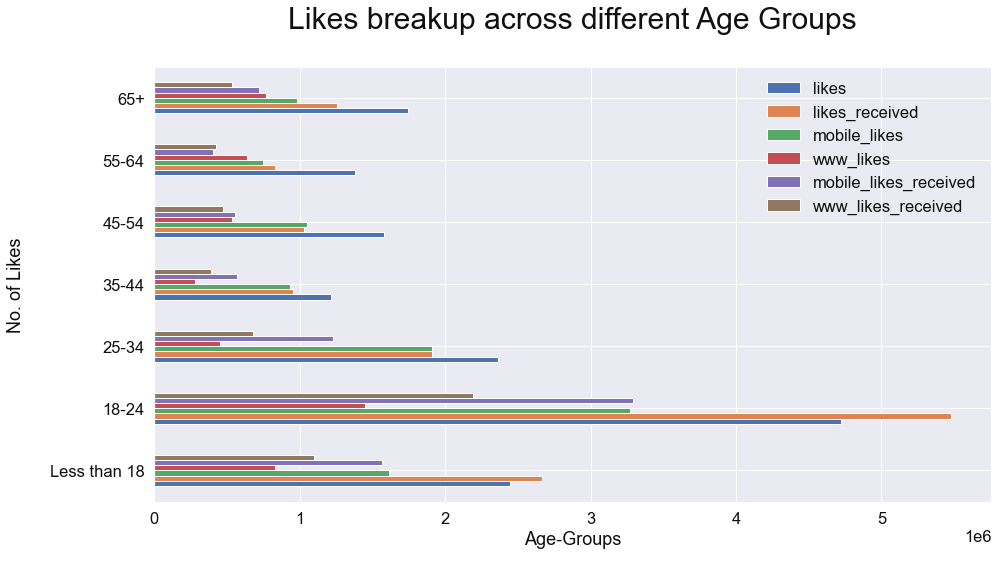 Likes breakup across different Age Groups
likes
likes_received
mobile_likes
www_likes
mobile_likes_received
www_likes_received
No. of Likes
65+
55-64
45-54
35-44
25-34
18-24
Less than 18
0 1 2 3 4 5
1e6
Age-Groups